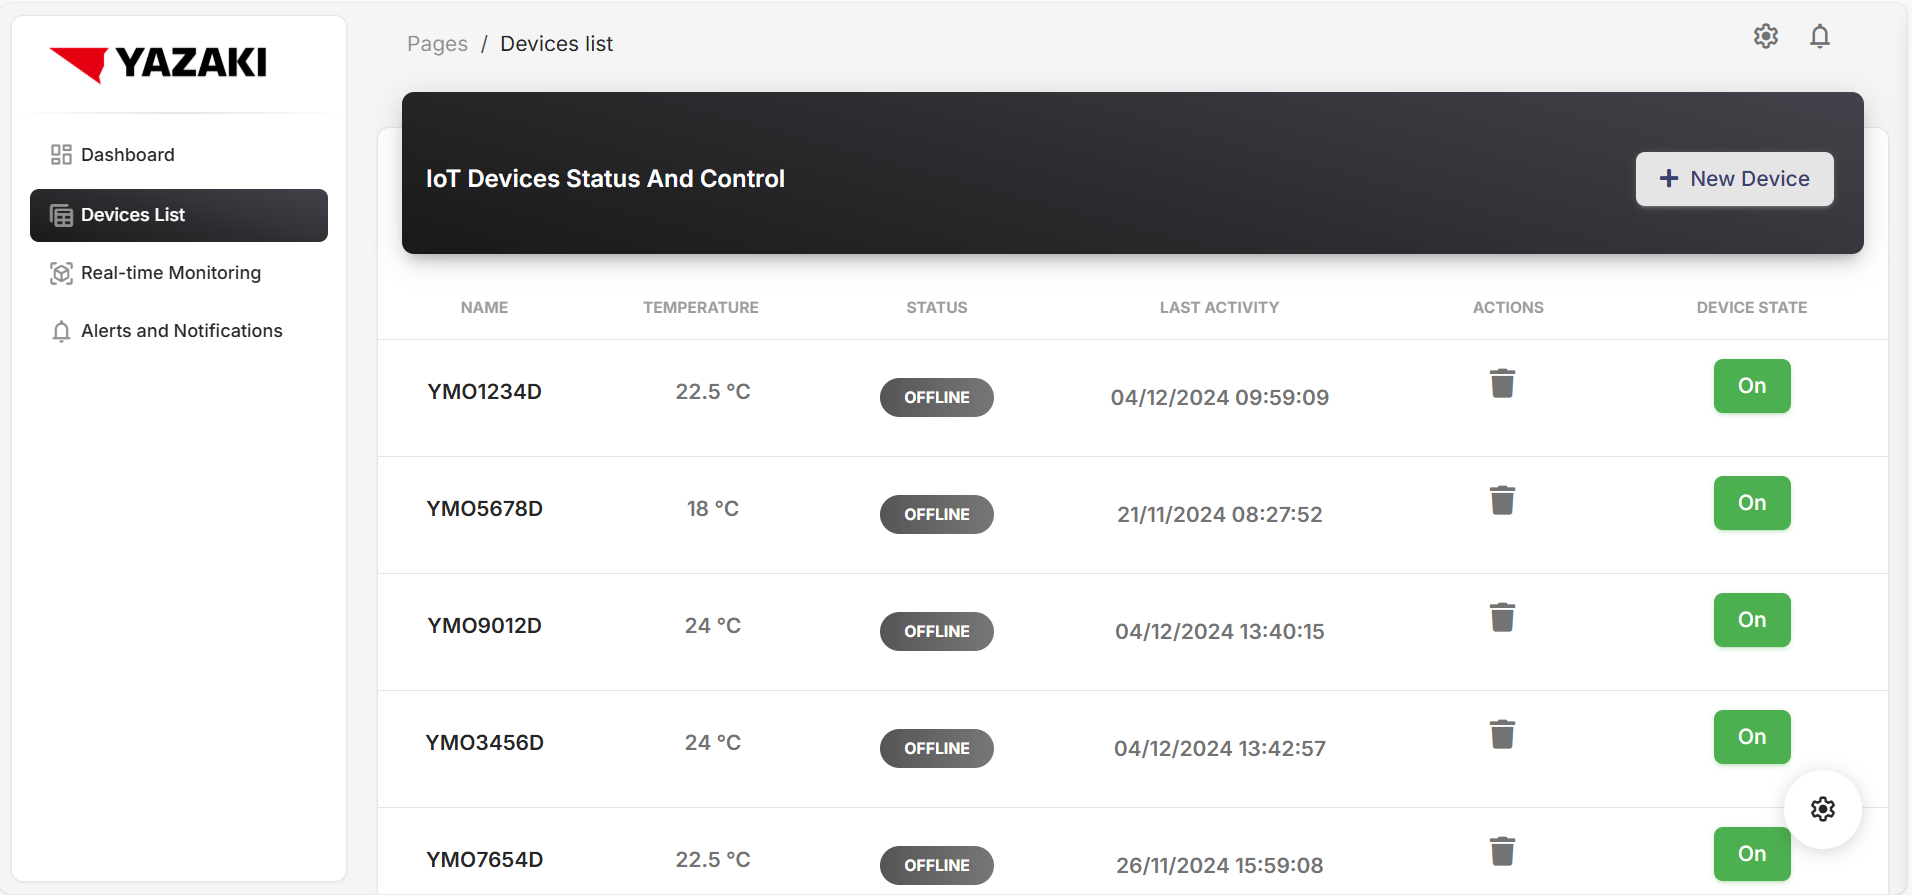 YAZAKI
Dashboard
Devices List
Real-time Monitoring
Alerts and Notifications
Pages / Devices list
IoT Devices Status And Control
+ New Device
NAME TEMPERATURE STATUS LAST ACTIVITY ACTIONS DEVICE STATE
YMO1234D 22.5 °C OFFLINE 04/12/2024 09:59:09 On
YMO5678D 18 °C OFFLINE 21/11/2024 08:27:52 On
YMO9012D 24 °C OFFLINE 04/12/2024 13:40:15 On
YMO3456D 24 °C OFFLINE 04/12/2024 13:42:57 On
YMO7654D 22.5 °C OFFLINE 26/11/2024 15:59:08 On